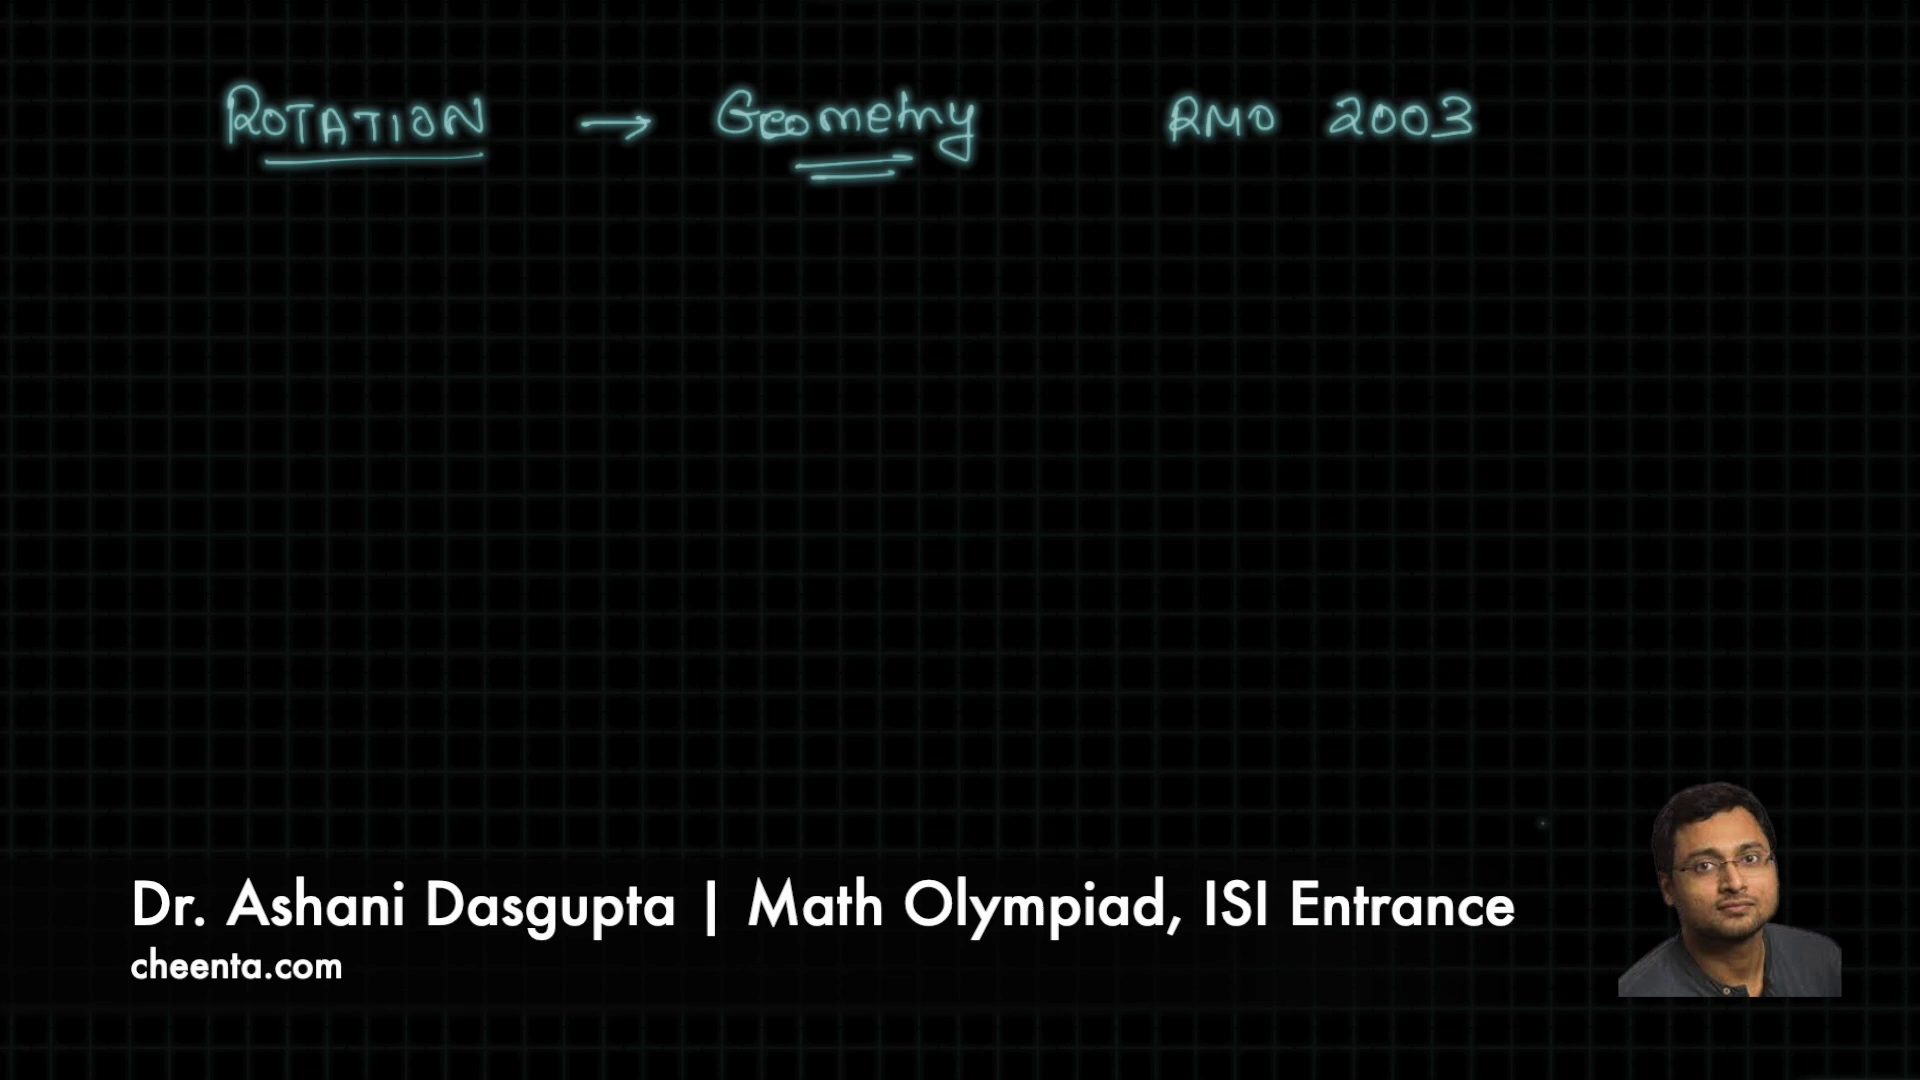 ROTATION → Geometry RMO 2003
Dr. Ashani Dasgupta | Math Olympiad, ISI Entrance
cheenta.com